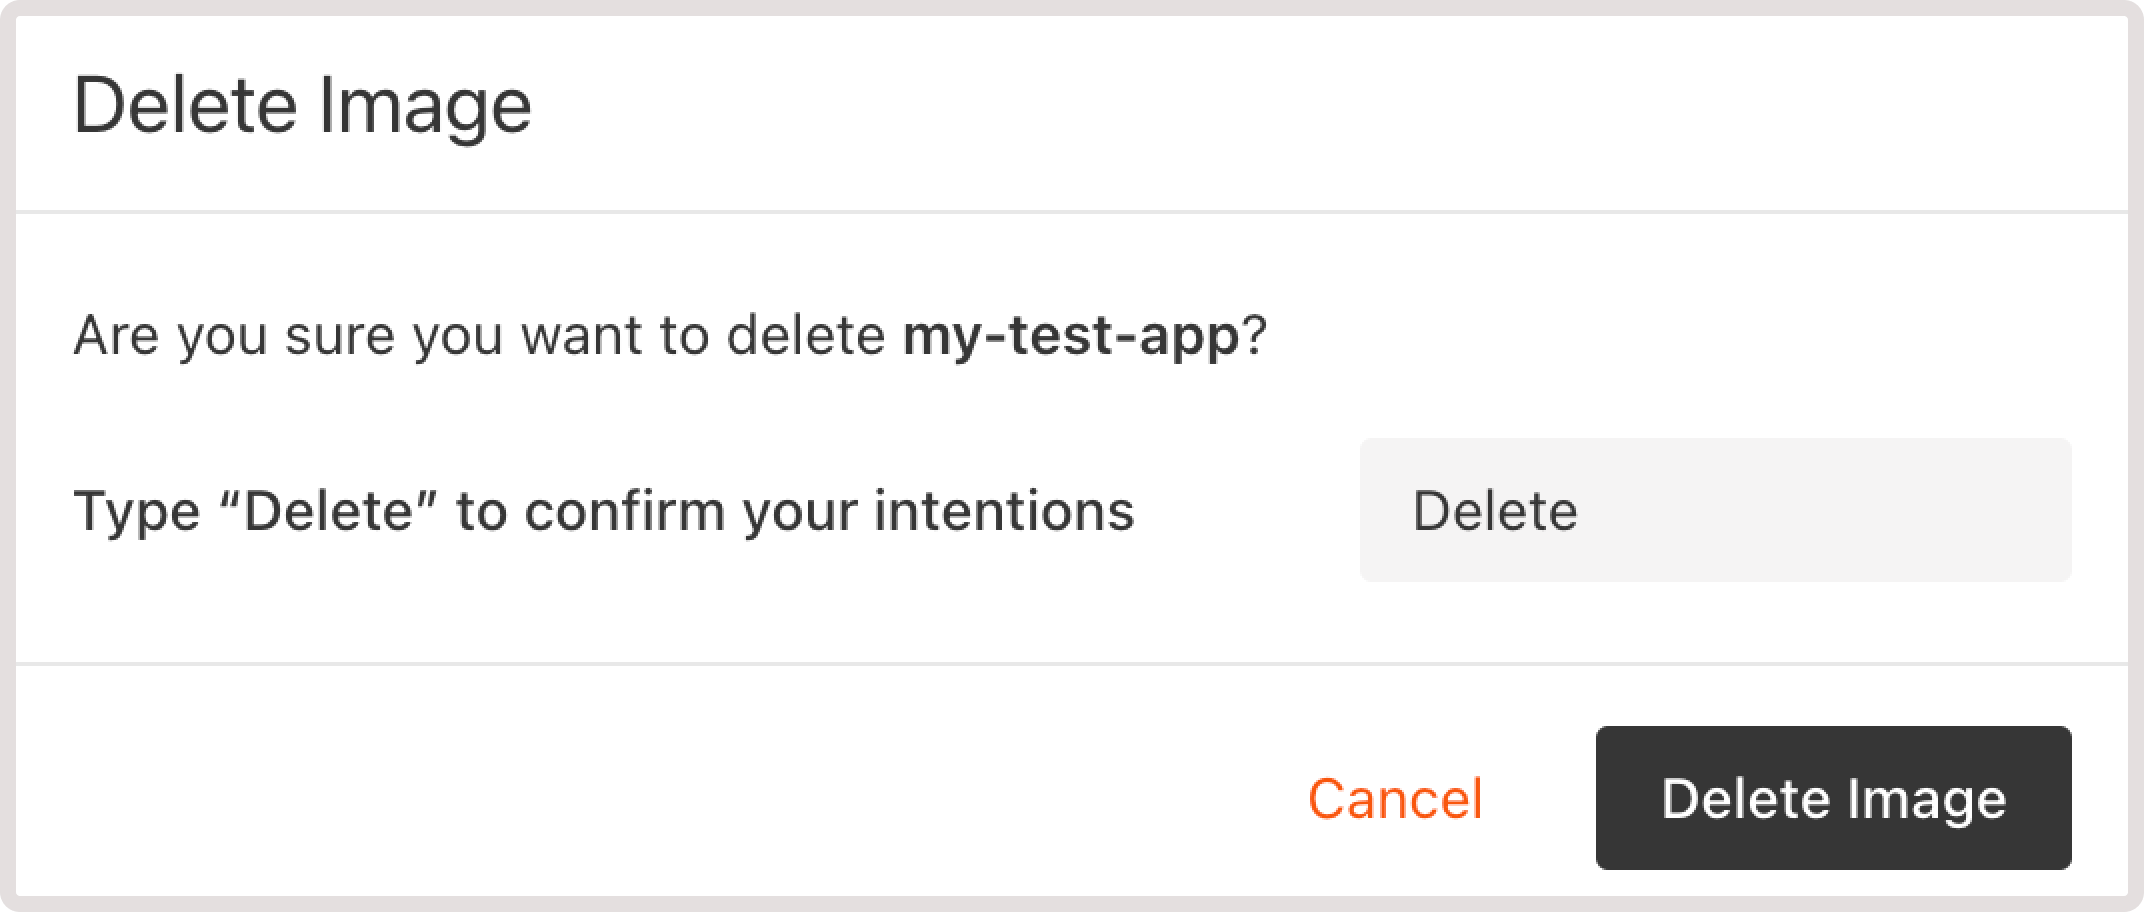 Delete Image
Are you sure you want to delete my-test-app?
Type “Delete” to confirm your intentions
Delete
Cancel
Delete Image